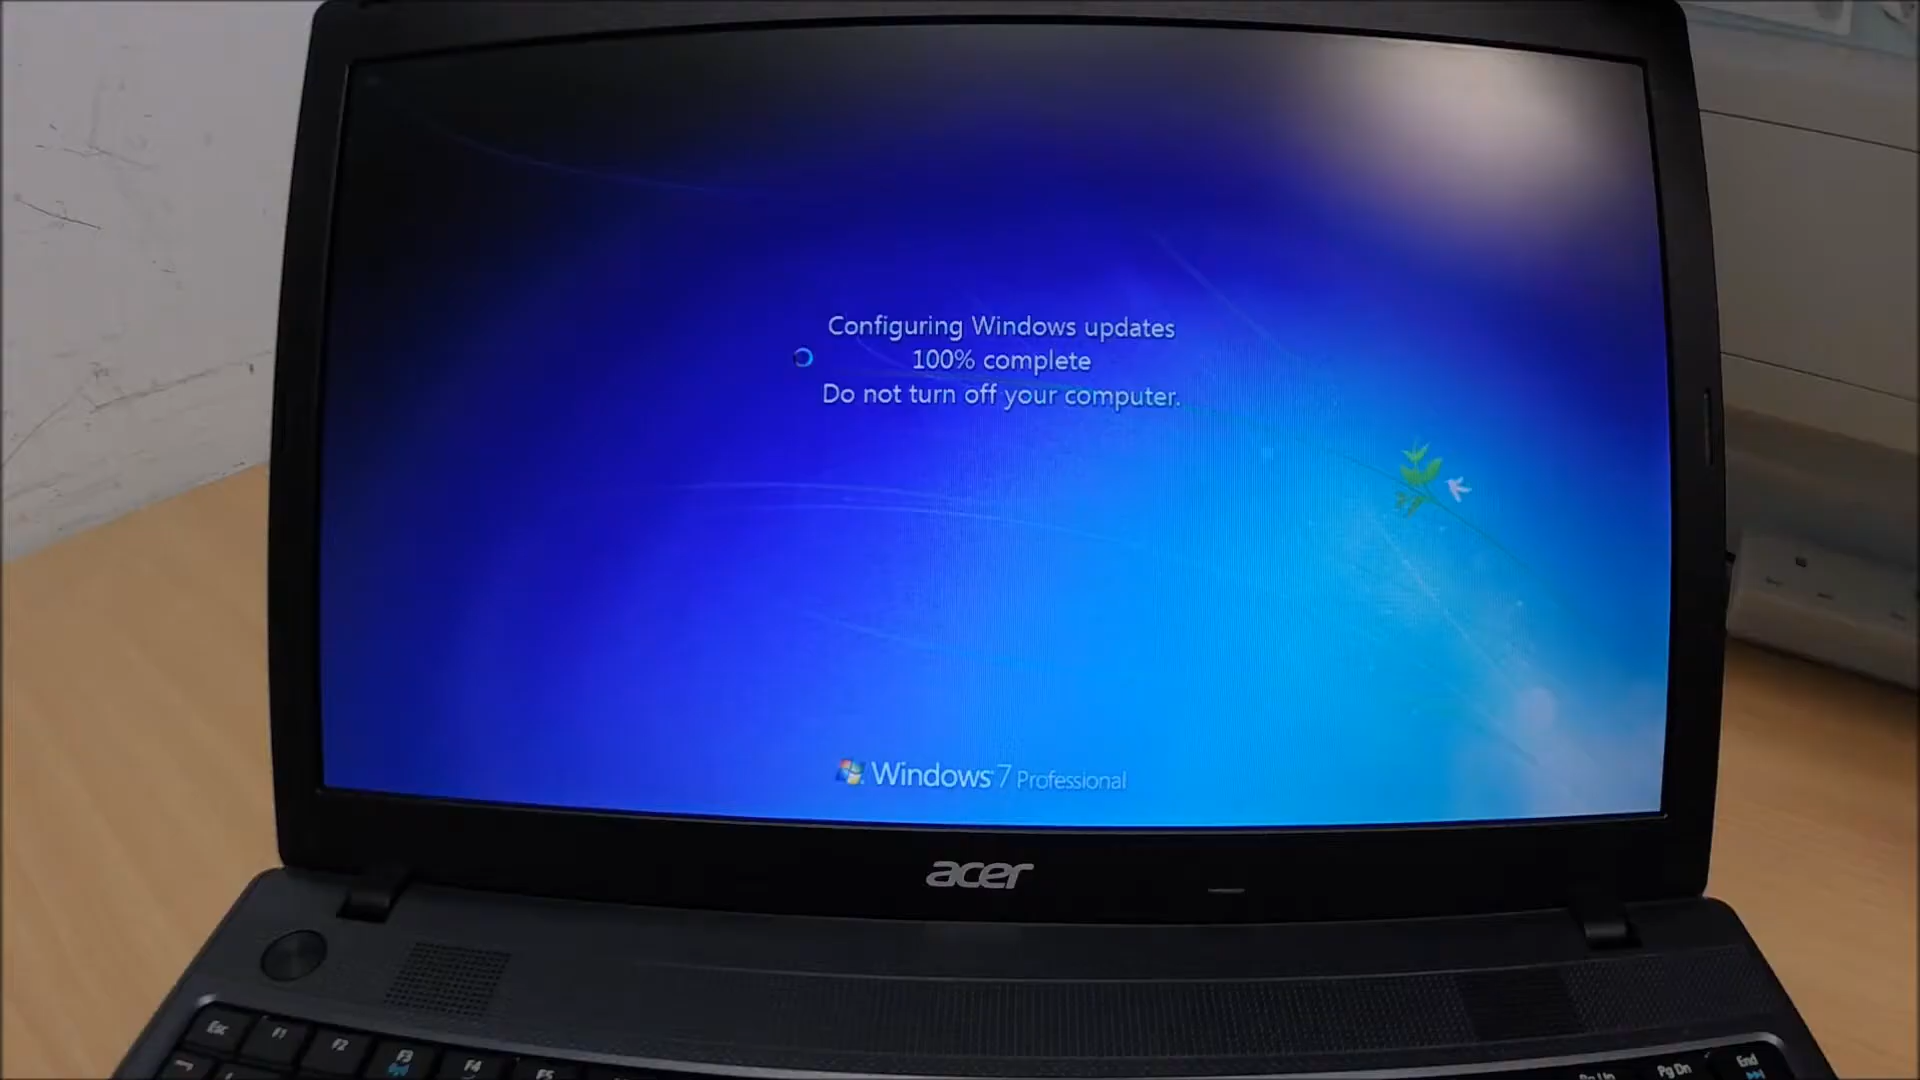 Configuring Windows updates
100% complete
Do not turn off your computer.
Windows 7 Professional
acer
Esc
F1
F2
F3
F4
F5
Pg Dn
End